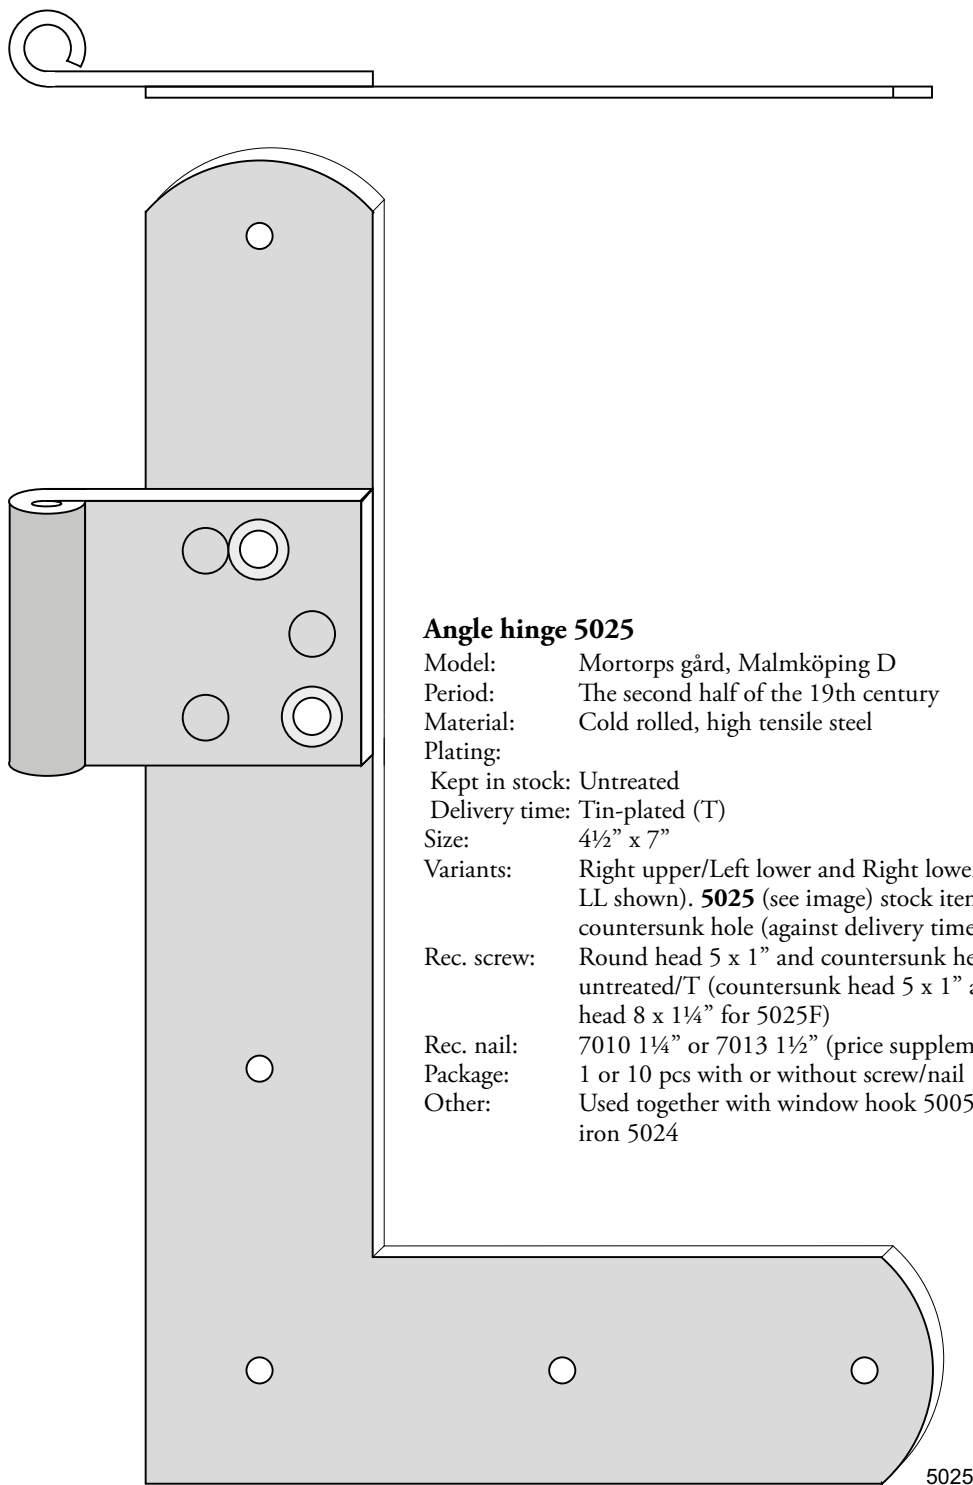 Angle hinge 5025
Model: Mortorps gård, Malmköping D
Period: The second half of the 19th century
Material: Cold rolled, high tensile steel
Plating:
Kept in stock: Untreated
Delivery time: Tin-plated (T)
Size: 4½” x 7”
Variants: Right upper/Left lower and Right
LL shown). 5025 (see image) stock
countersunk hole (against delivery
Rec. screw: Round head 5 x 1” and countersunk
untreated/T (countersunk head 5 x 1”
head 8 x 1¼” for 5025F)
Rec. nail: 7010 1¼” or 7013 1½” (price
Package: 1 or 10 pcs with or without screw/nail
Other: Used together with window hook 5005
iron 5024
5025